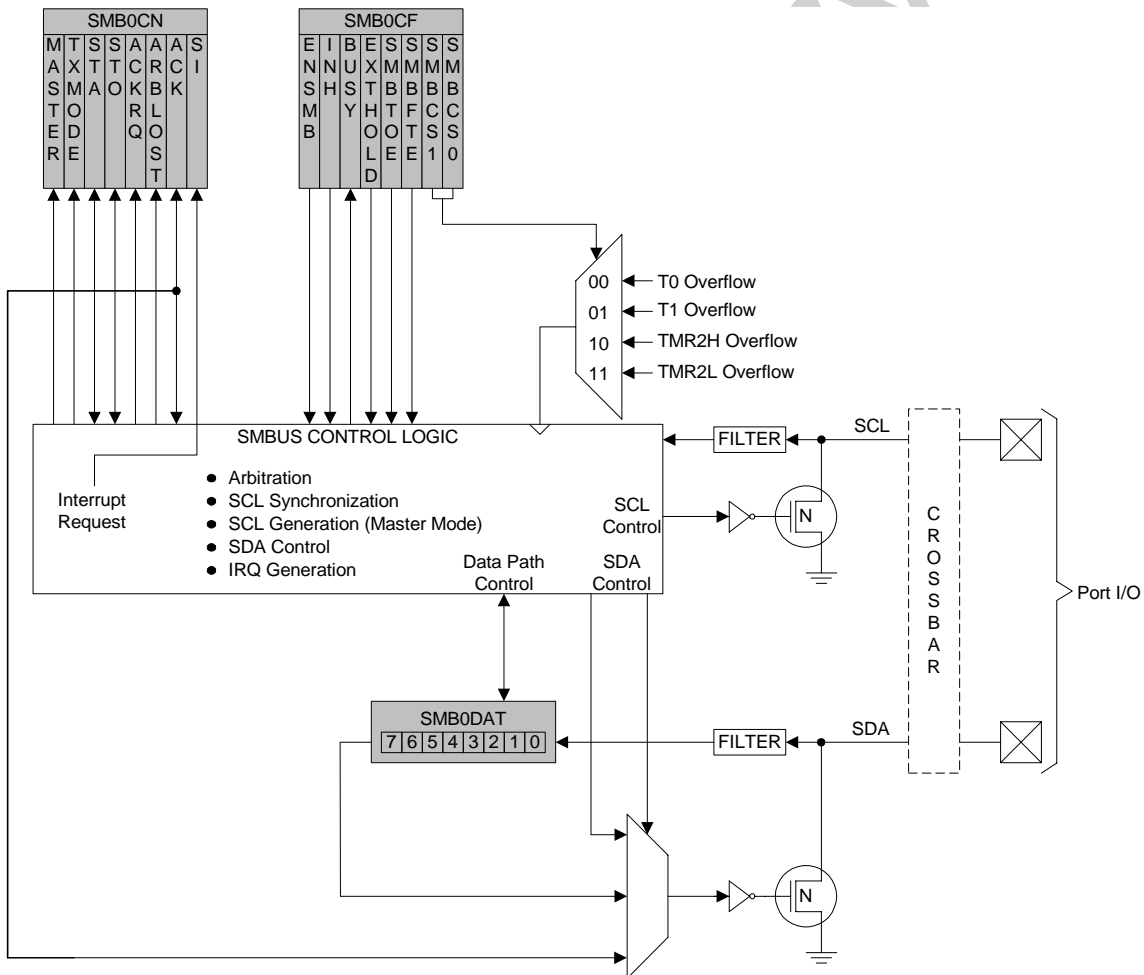 SMB0CN
MASTER
TXMODE
STA
STO
ACKRQ
ARBLOST
ACK
SI
SMB0CF
ENSMB
INH
BUSY
EXTHOLD
SMBTOE
SMBFTE
SMBCS1
SMBCS0
00
T0 Overflow
01
T1 Overflow
10
TMR2H Overflow
11
TMR2L Overflow
SMBUS CONTROL LOGIC
Interrupt
Request
● Arbitration
● SCL Synchronization
● SCL Generation (Master Mode)
● SDA Control
● IRQ Generation
SCL
Control
Data Path
Control
SDA
Control
FILTER
SCL
N
CROSSBAR
Port I/O
SMB0DAT
7 6 5 4 3 2 1 0
FILTER
SDA
N